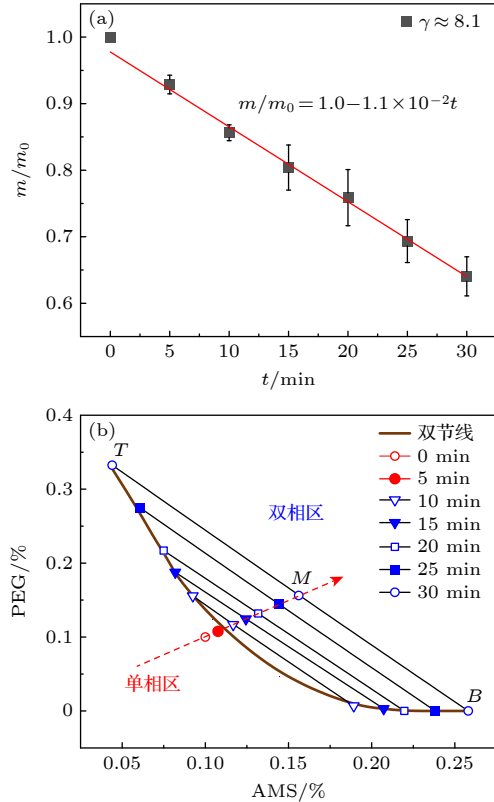 (a)
γ ≈ 8.1
m/m₀ = 1.0−1.1×10⁻²t
1.0
0.9
0.8
0.7
0.6
m/m₀
0 5 10 15 20 25 30
t/min
(b)
双节线
0 min
5 min
10 min
15 min
20 min
25 min
30 min
T
双相区
M
单相区
B
0.4
0.3
0.2
0.1
0
PEG/%
0.05 0.10 0.15 0.20 0.25
AMS/%